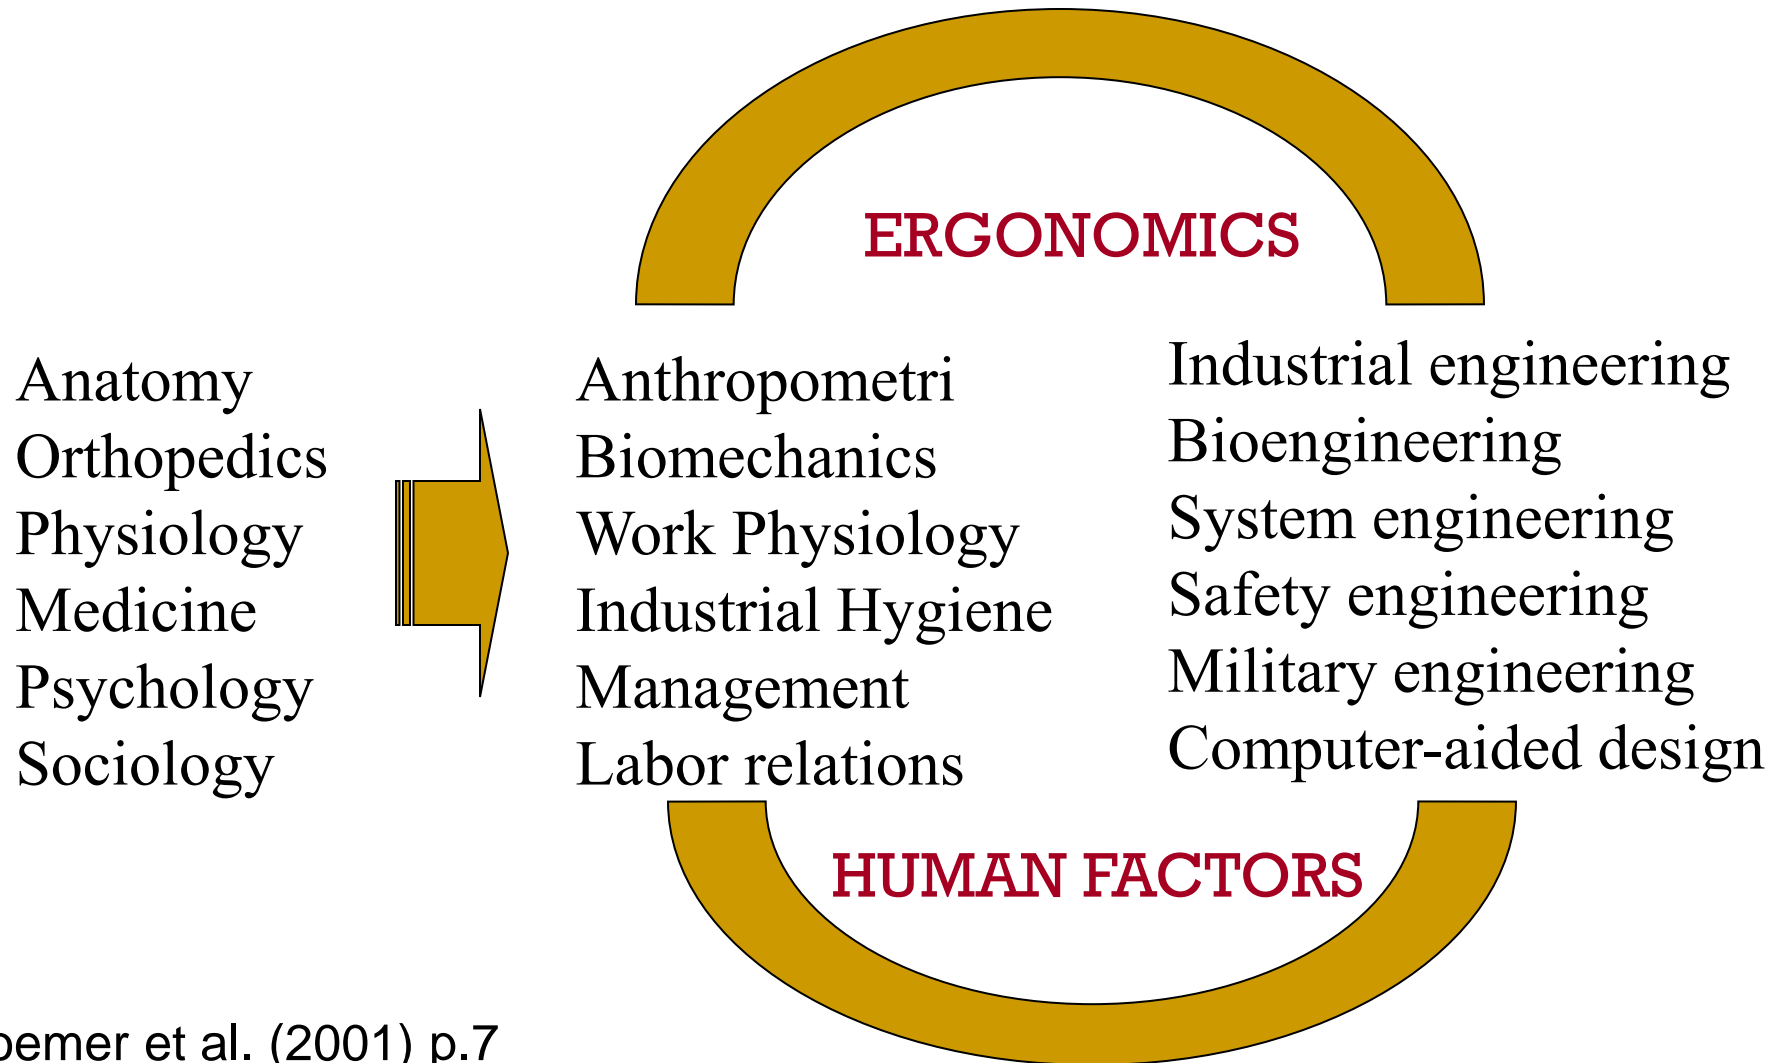 ERGONOMICS
Anatomy
Orthopedics
Physiology
Medicine
Psychology
Sociology
Anthropometri
Biomechanics
Work Physiology
Industrial Hygiene
Management
Labor relations
Industrial engineering
Bioengineering
System engineering
Safety engineering
Military engineering
Computer-aided design
HUMAN FACTORS
et al. (2001) p.7